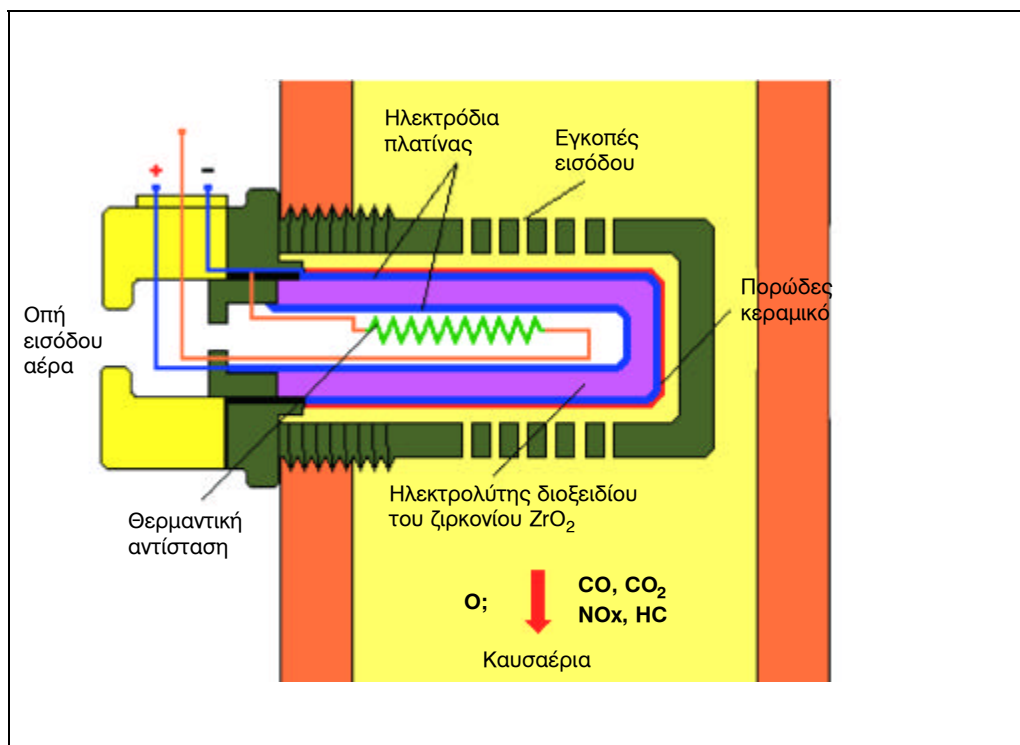 Ηλεκτρόδια
πλατίνας
Εγκοπές
εισόδου
+ -
Οπή
εισόδου
αέρα
Πορώδες
κεραμικό
Θερμαντική
αντίσταση
Ηλεκτρολύτης διοξειδίου
του ζιρκονίου ZrO2
O;
CO, CO2
NOx, HC
Καυσαέρια